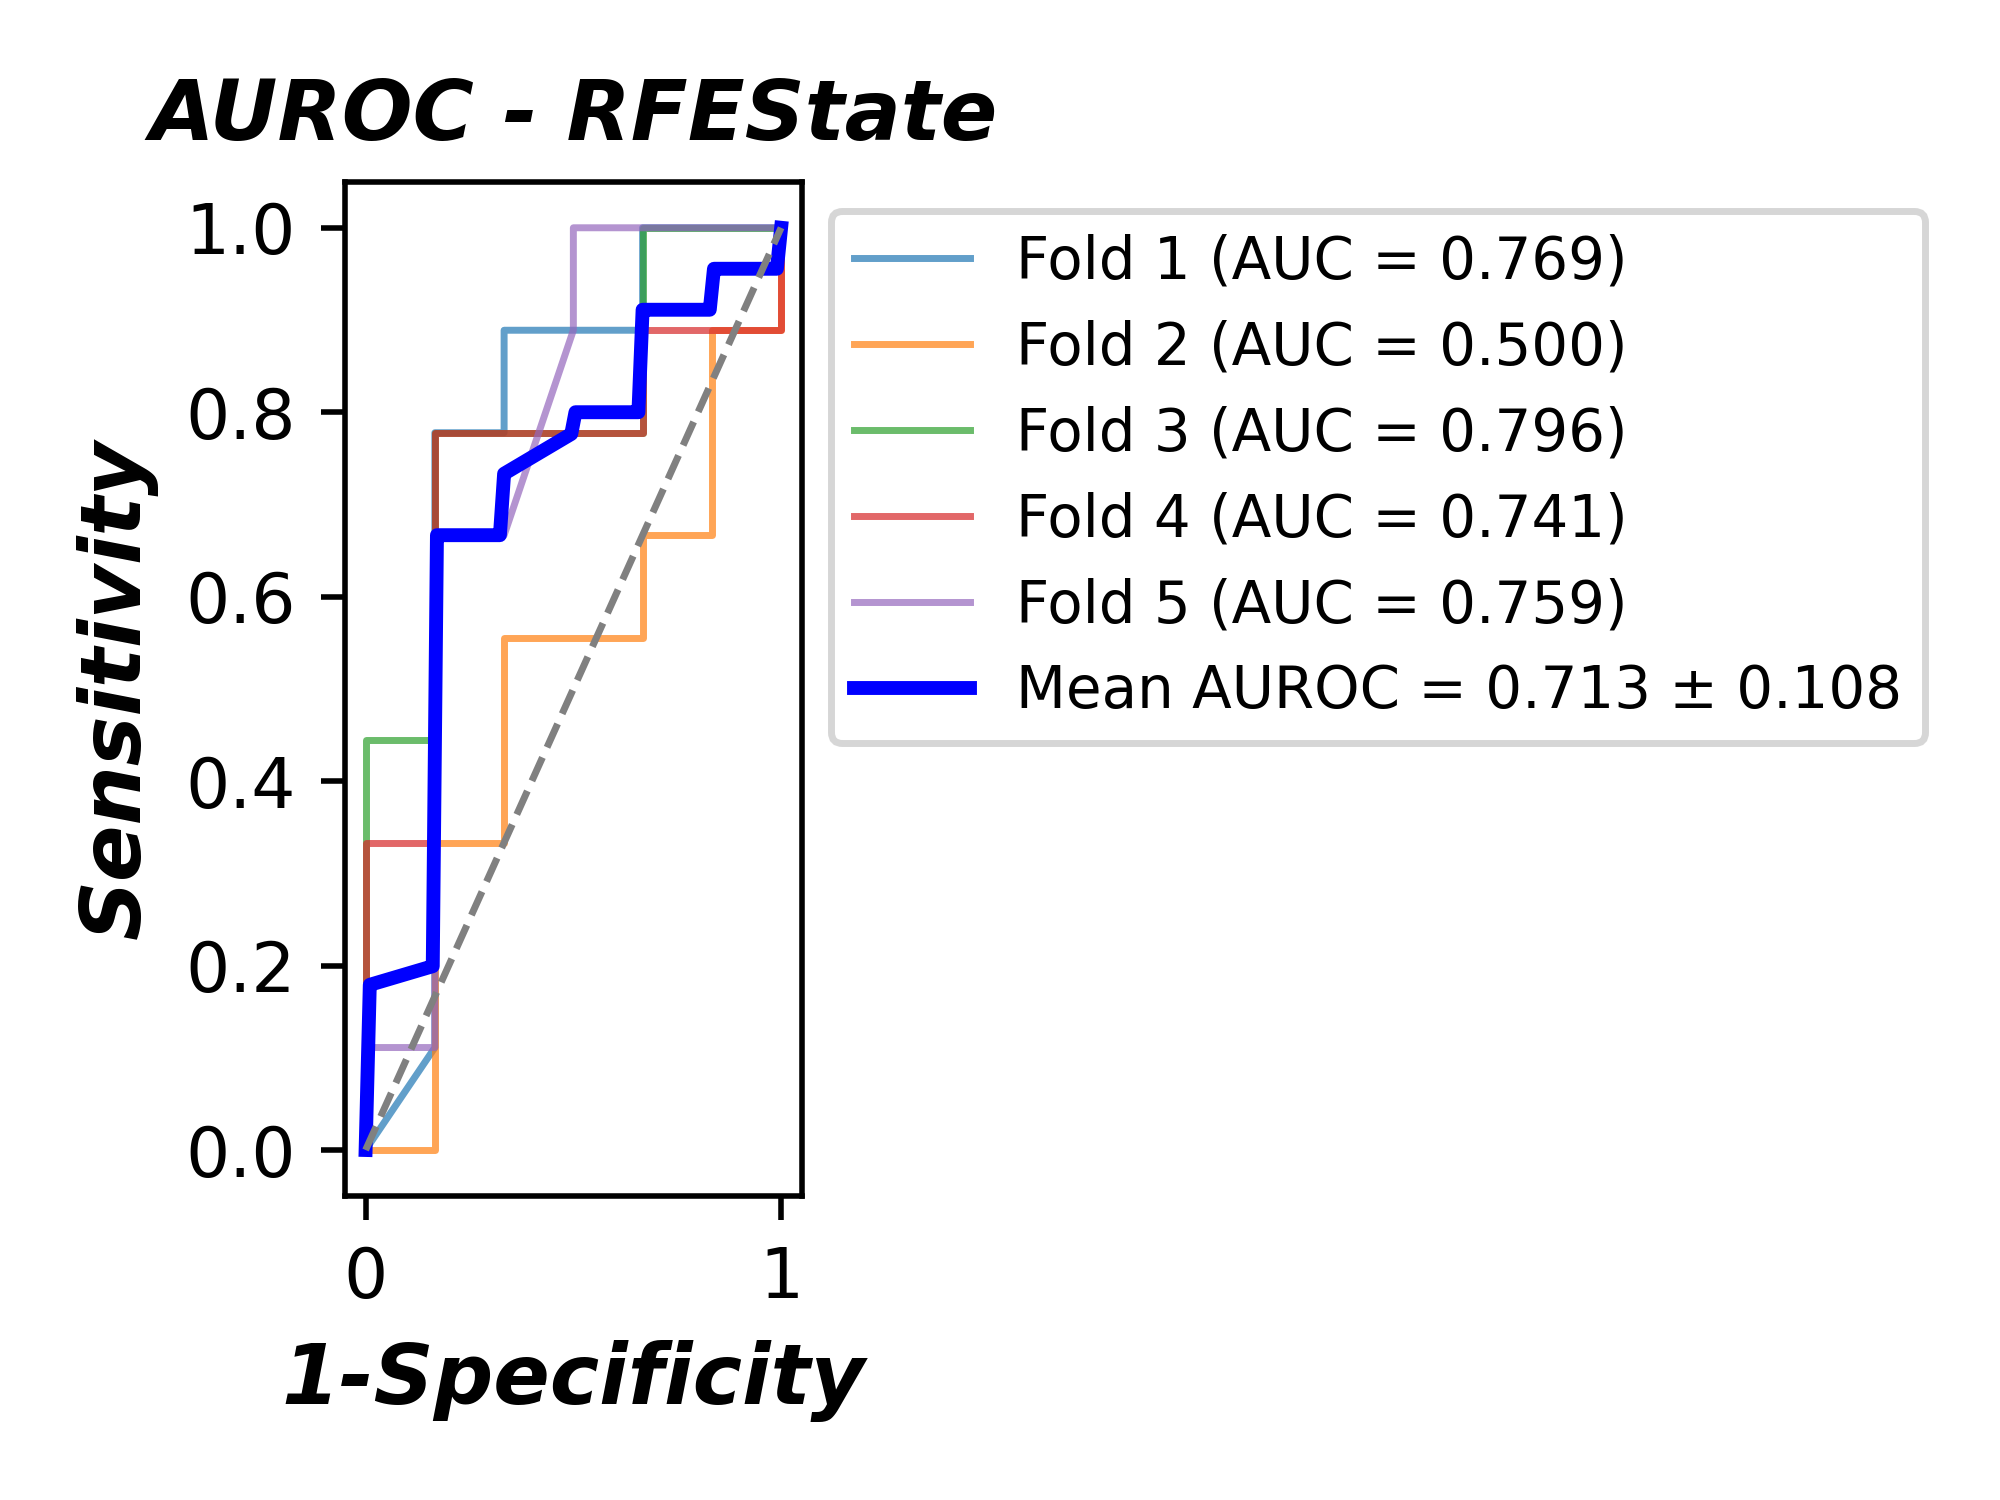 AUROC - RFEState
Sensitivity
1.0
0.8
0.6
0.4
0.2
0.0
0
1
1-Specificity
Fold 1 (AUC = 0.769)
Fold 2 (AUC = 0.500)
Fold 3 (AUC = 0.796)
Fold 4 (AUC = 0.741)
Fold 5 (AUC = 0.759)
Mean AUROC = 0.713 ± 0.108